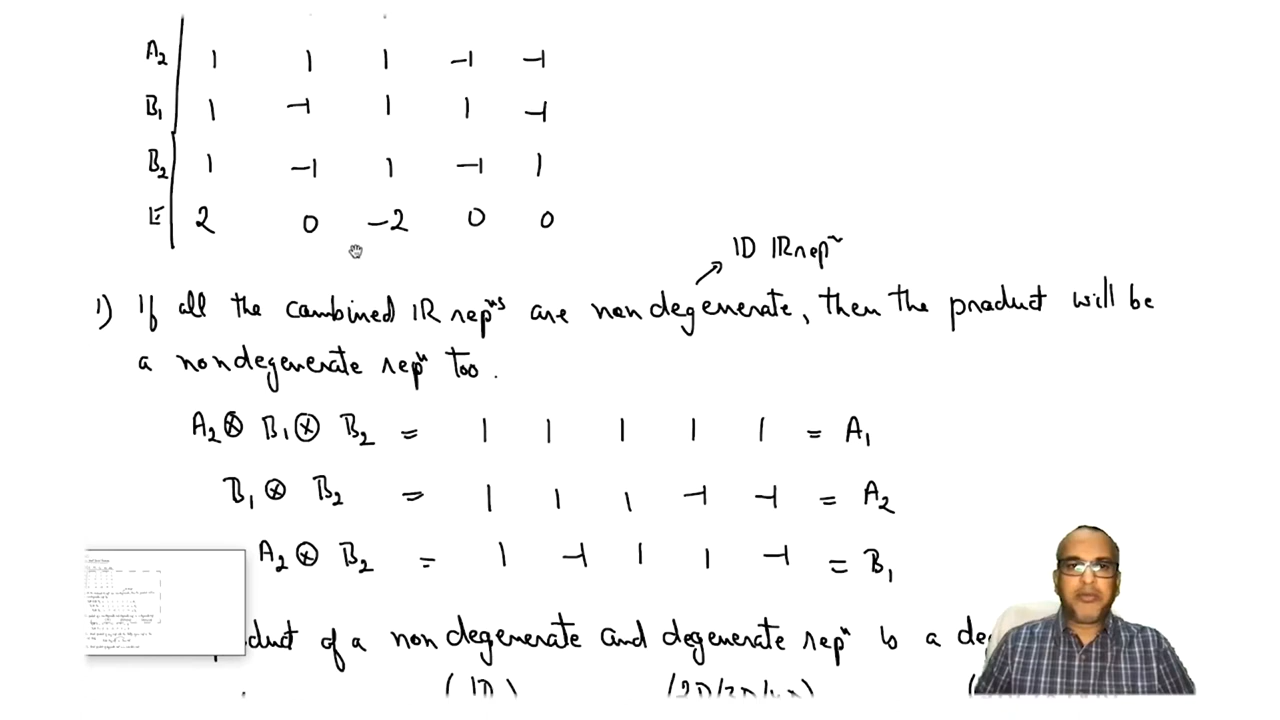 A₂ 1 1 1 -1 -1
B₁ 1 -1 1 1 -1
B₂ 1 -1 1 -1 1
E 2 0 -2 0 0
1D IRrepⁿ
1) If all the combined IR repⁿˢ are nondegenerate, then the product will be
a nondegenerate repⁿ too.
A₂ ⊗ B₁ ⊗ B₂ = 1 1 1 1 1 = A₁
B₁ ⊗ B₂ = 1 1 1 -1 -1 = A₂
A₂ ⊗ B₂ = 1 -1 1 1 -1 = B₁
duct of a non degenerate and degenerate repⁿ is a de
(1D)